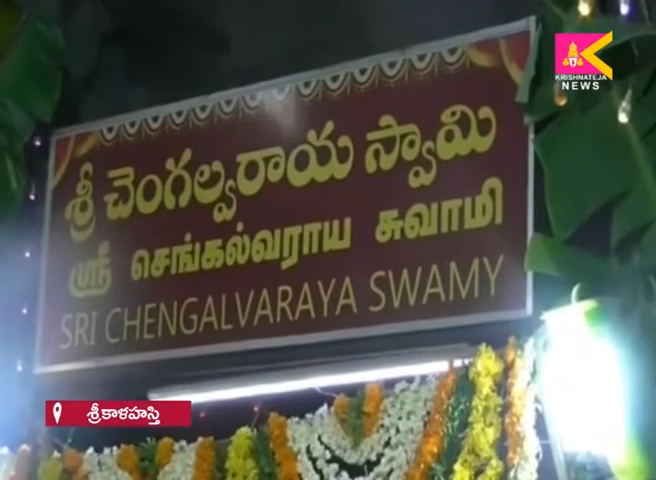 KRISHNATEJA
NEWS
శ్రీ చెంగల్వరాయ స్వామి
ஸ்ரீ செங்கல்வராய சுவாமி
SRI CHENGALVARAYA SWAMY
శ్రీకాళహస్తి